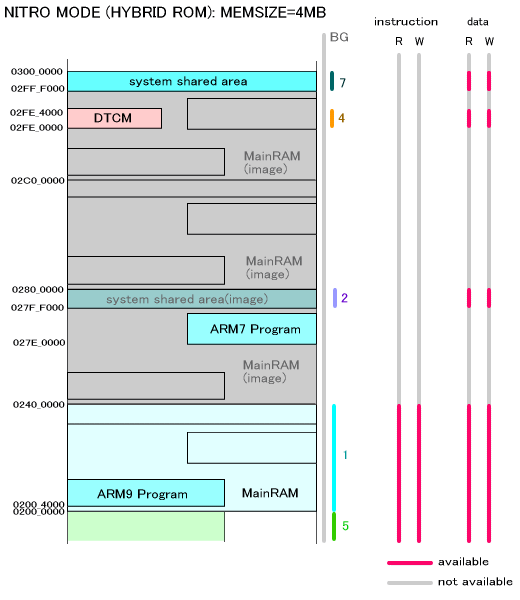 NITRO MODE (HYBRID ROM): MEMSIZE=4MB
instruction data
BG R W R W
0300_0000
system shared area 7
02FF_F000
02FE_4000
DTCM 4
02FE_0000
MainRAM
(image)
02C0_0000
MainRAM
(image)
0280_0000
system shared area(image) 2
027F_F000
ARM7 Program
027E_0000
MainRAM
(image)
0240_0000
1
ARM9 Program MainRAM
0200_4000
0200_0000
5
available
not available